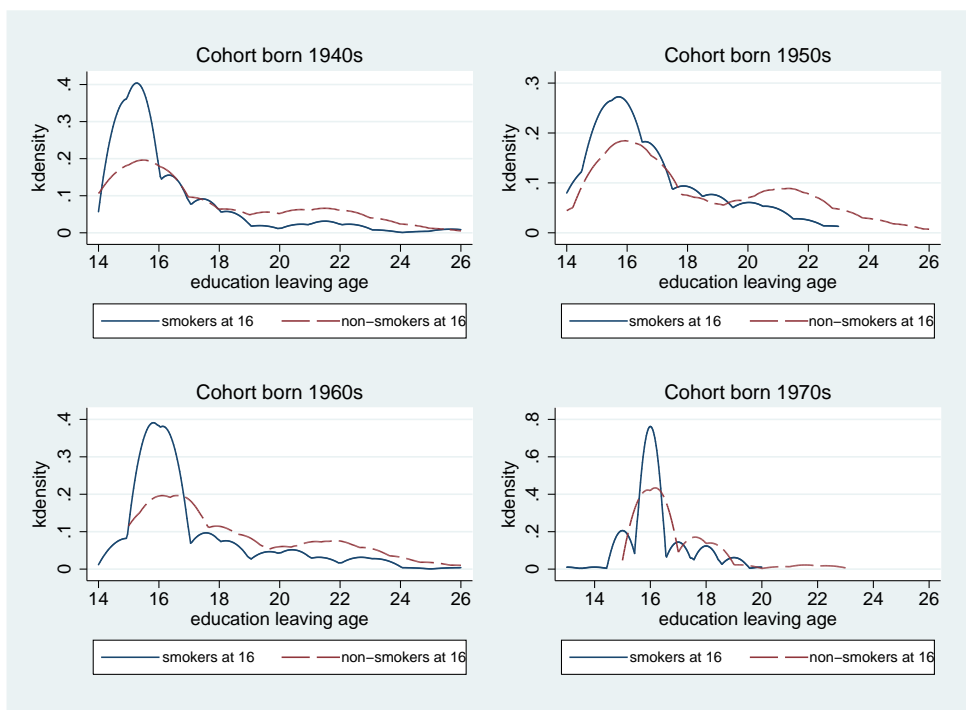 Cohort born 1940s
kdensity
.4
.3
.2
.1
0
14 16 18 20 22 24 26
education leaving age
smokers at 16 non−smokers at 16
Cohort born 1950s
kdensity
.3
.2
.1
0
14 16 18 20 22 24 26
education leaving age
smokers at 16 non−smokers at 16
Cohort born 1960s
kdensity
.4
.3
.2
.1
0
14 16 18 20 22 24 26
education leaving age
smokers at 16 non−smokers at 16
Cohort born 1970s
kdensity
.8
.6
.4
.2
0
14 16 18 20 22 24 26
education leaving age
smokers at 16 non−smokers at 16